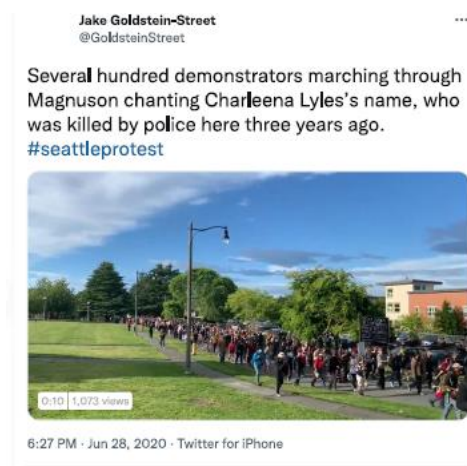 Jake Goldstein-Street
@GoldsteinStreet
Several hundred demonstrators marching through
Magnuson chanting Charleena Lyles's name, who
was killed by police here three years ago.
#seattleprotest
0:10 1,073 views
6:27 PM · Jun 28, 2020 · Twitter for iPhone